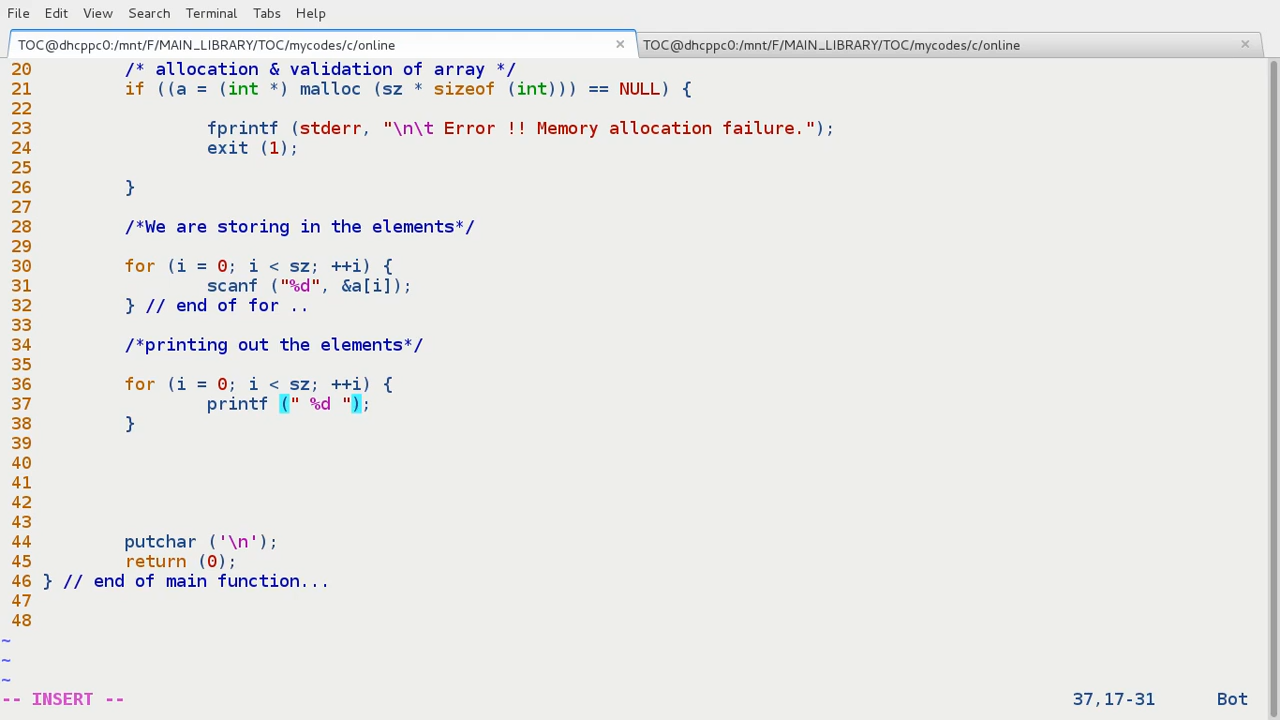 File Edit View Search Terminal Tabs Help
TOC@dhcppc0:/mnt/F/MAIN_LIBRARY/TOC/mycodes/c/online × TOC@dhcppc0:/mnt/F/MAIN_LIBRARY/TOC/mycodes/c/online ×
20 /* allocation & validation of array */
21 if ((a = (int *) malloc (sz * sizeof (int))) == NULL) {
22
23 fprintf (stderr, "\n\t Error !! Memory allocation failure.");
24 exit (1);
25
26 }
27
28 /*We are storing in the elements*/
29
30 for (i = 0; i < sz; ++i) {
31 scanf ("%d", &a[i]);
32 } // end of for ..
33
34 /*printing out the elements*/
35
36 for (i = 0; i < sz; ++i) {
37 printf (" %d ");
38 }
39
40
41
42
43
44 putchar ('\n');
45 return (0);
46 } // end of main function...
47
48
~
~
~
-- INSERT -- 37,17-31 Bot